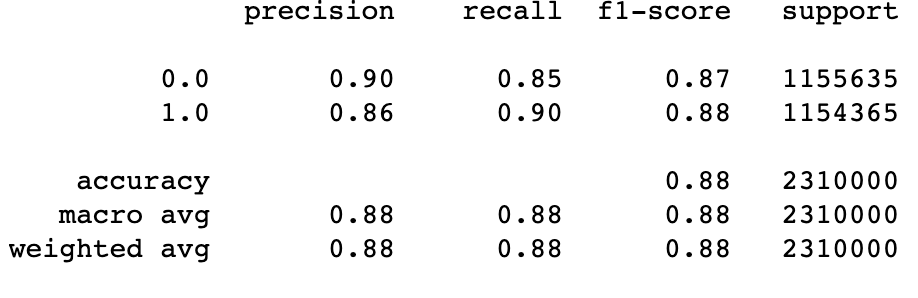 precision recall f1-score support
0.0 0.90 0.85 0.87 1155635
1.0 0.86 0.90 0.88 1154365
accuracy 0.88 2310000
macro avg 0.88 0.88 0.88 2310000
weighted avg 0.88 0.88 0.88 2310000